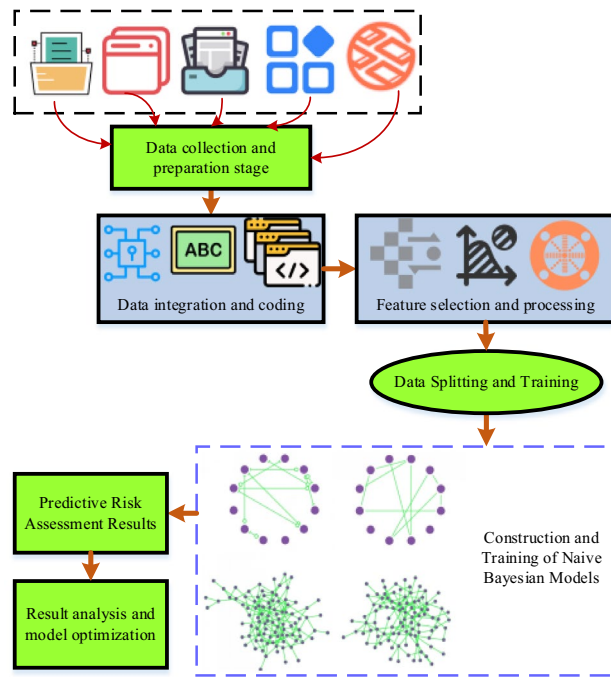 Data collection and
preparation stage
ABC
</>
Data integration and coding
Feature selection and processing
Data Splitting and Training
Construction and
Training of Naive
Bayesian Models
Predictive Risk
Assessment Results
Result analysis and
model optimization